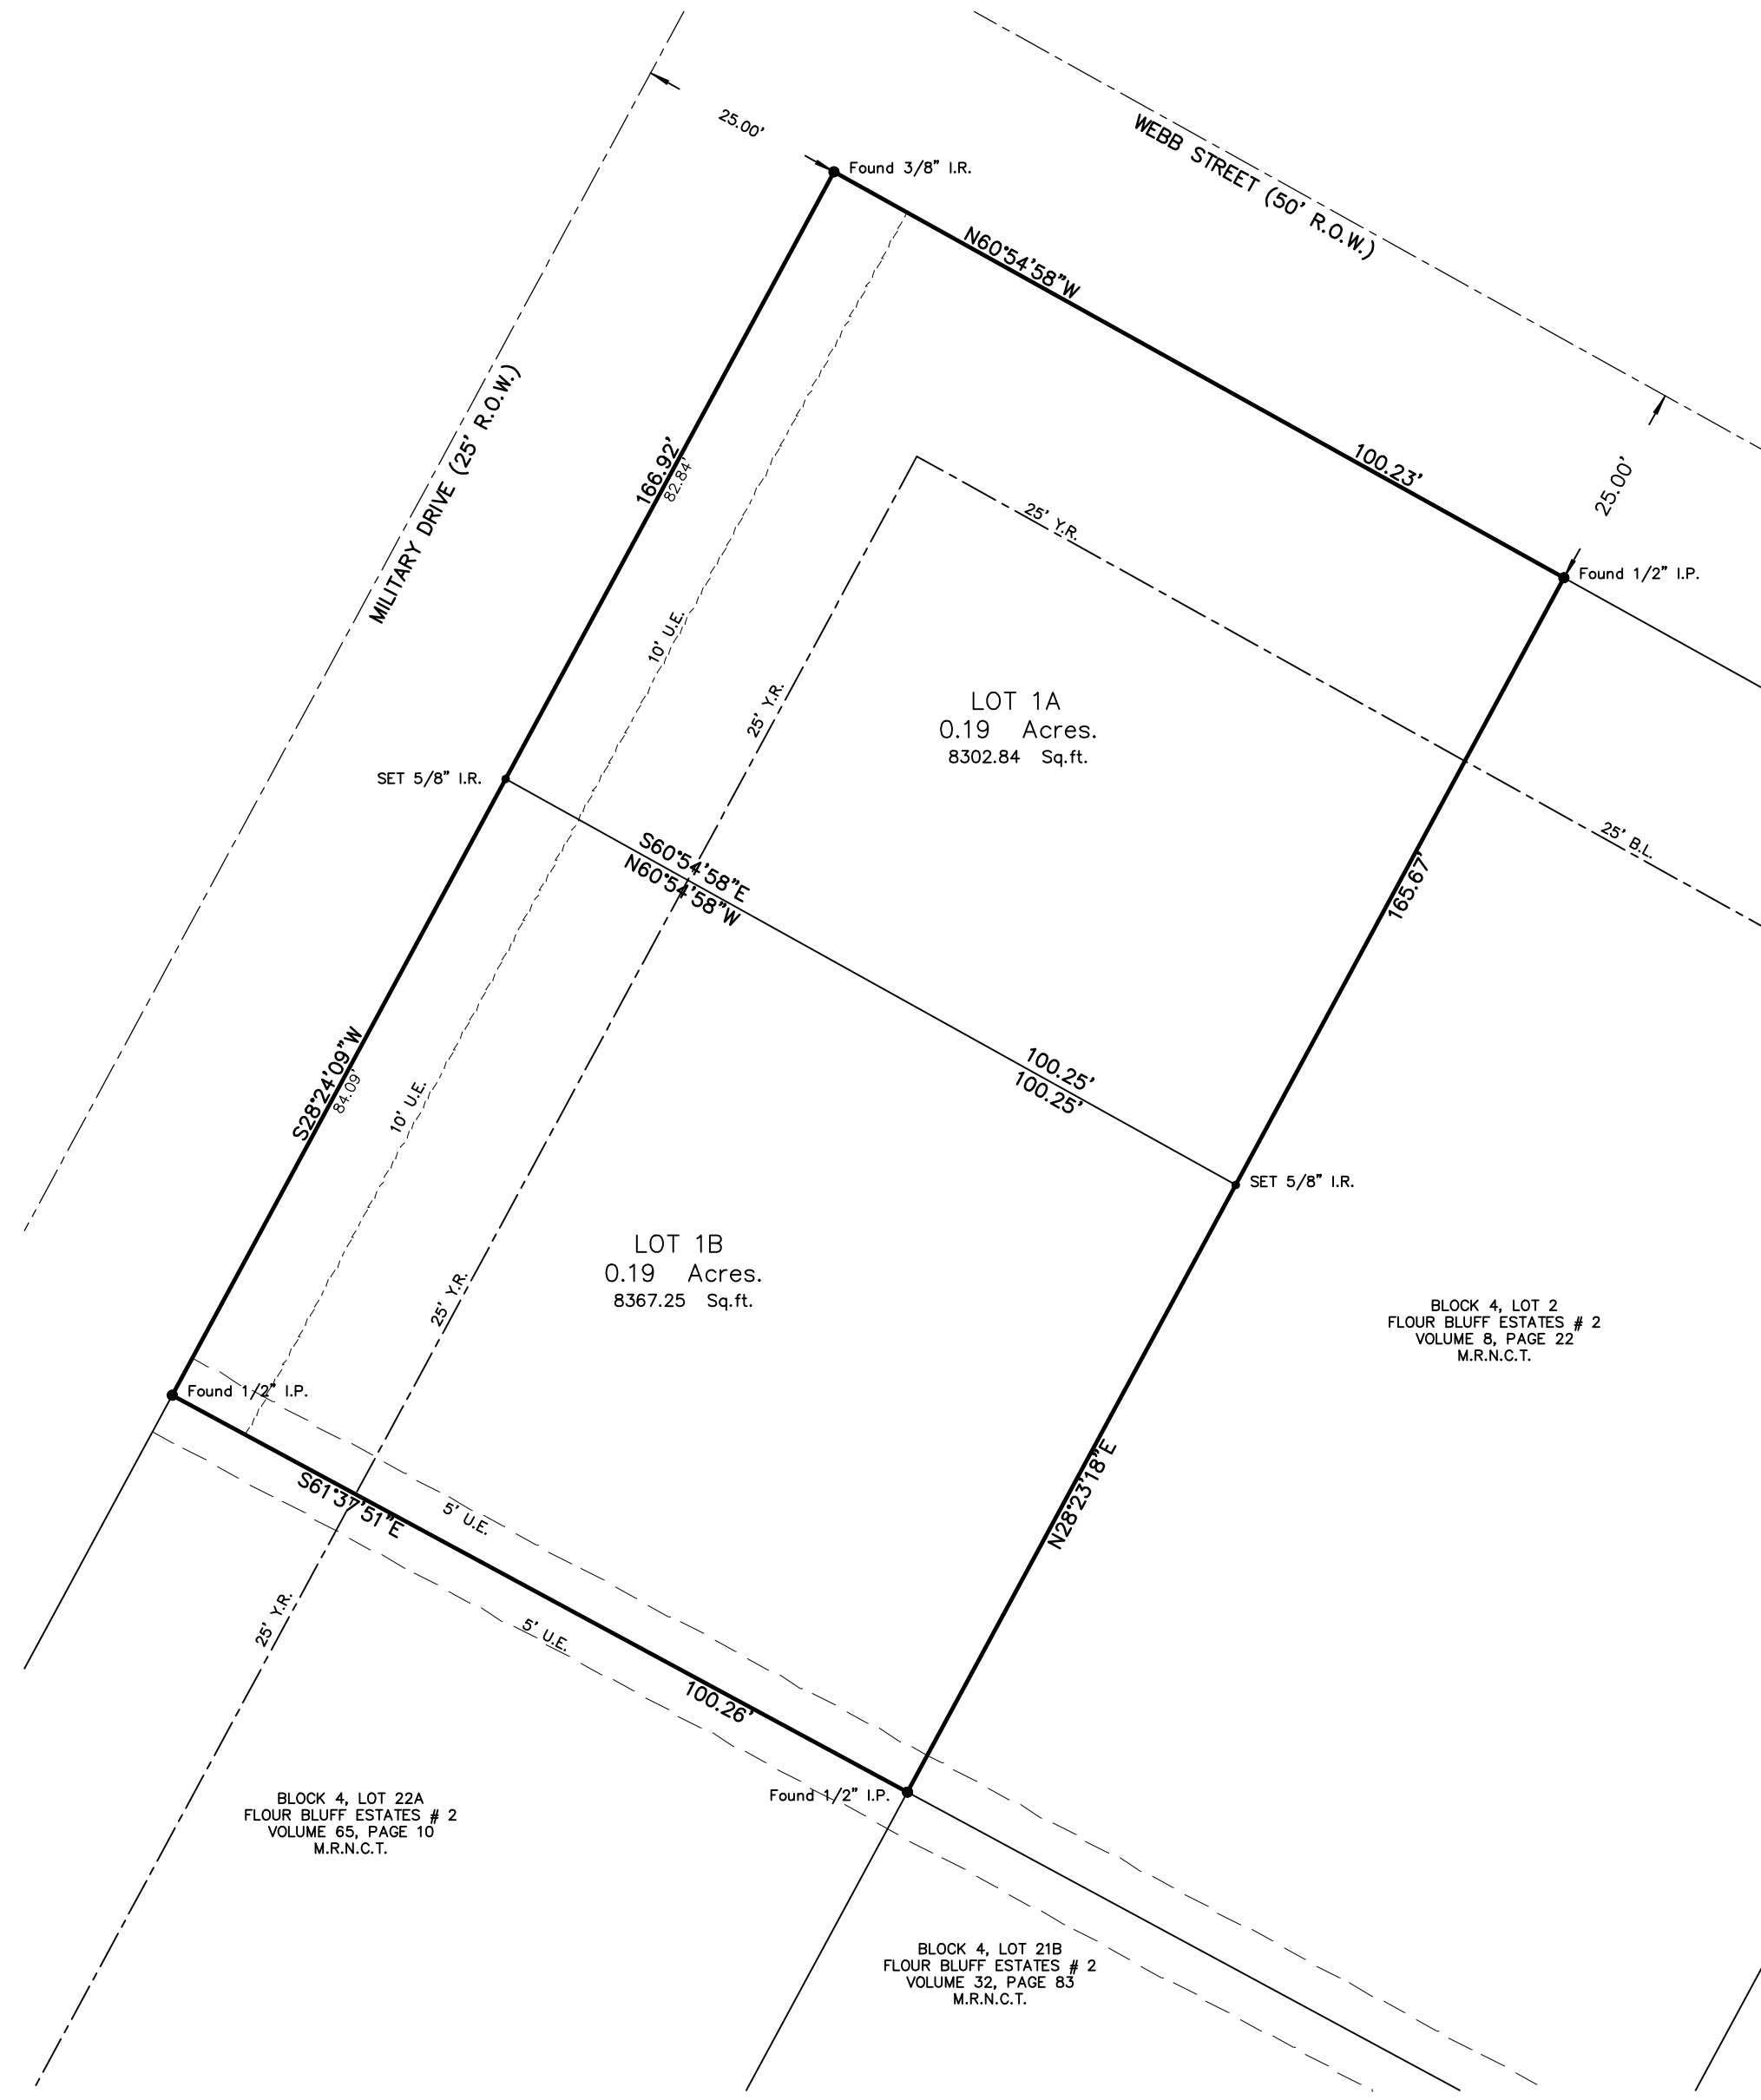 25.00'
Found 3/8" I.R.
WEBB STREET (50' R.O.W.)
N60°54'58"W
100.23'
25.00'
Found 1/2" I.P.
MILITARY DRIVE (25' R.O.W.)
166.92'
82.84'
25' Y.R.
10' U.E.
25' Y.R.
LOT 1A
0.19 Acres.
8302.84 Sq.ft.
SET 5/8" I.R.
25' B.L.
165.67'
S60°54'58"E
N60°54'58"W
100.25'
100.25'
S28°24'09"W
84.09'
10' U.E.
SET 5/8" I.R.
25' Y.R.
LOT 1B
0.19 Acres.
8367.25 Sq.ft.
BLOCK 4, LOT 2
FLOUR BLUFF ESTATES # 2
VOLUME 8, PAGE 22
M.R.N.C.T.
Found 1/2" I.P.
N28°23'18"E
S61°37'51"E
5' U.E.
25' Y.R.
5' U.E.
100.26'
Found 1/2" I.P.
BLOCK 4, LOT 22A
FLOUR BLUFF ESTATES # 2
VOLUME 65, PAGE 10
M.R.N.C.T.
BLOCK 4, LOT 21B
FLOUR BLUFF ESTATES # 2
VOLUME 32, PAGE 83
M.R.N.C.T.